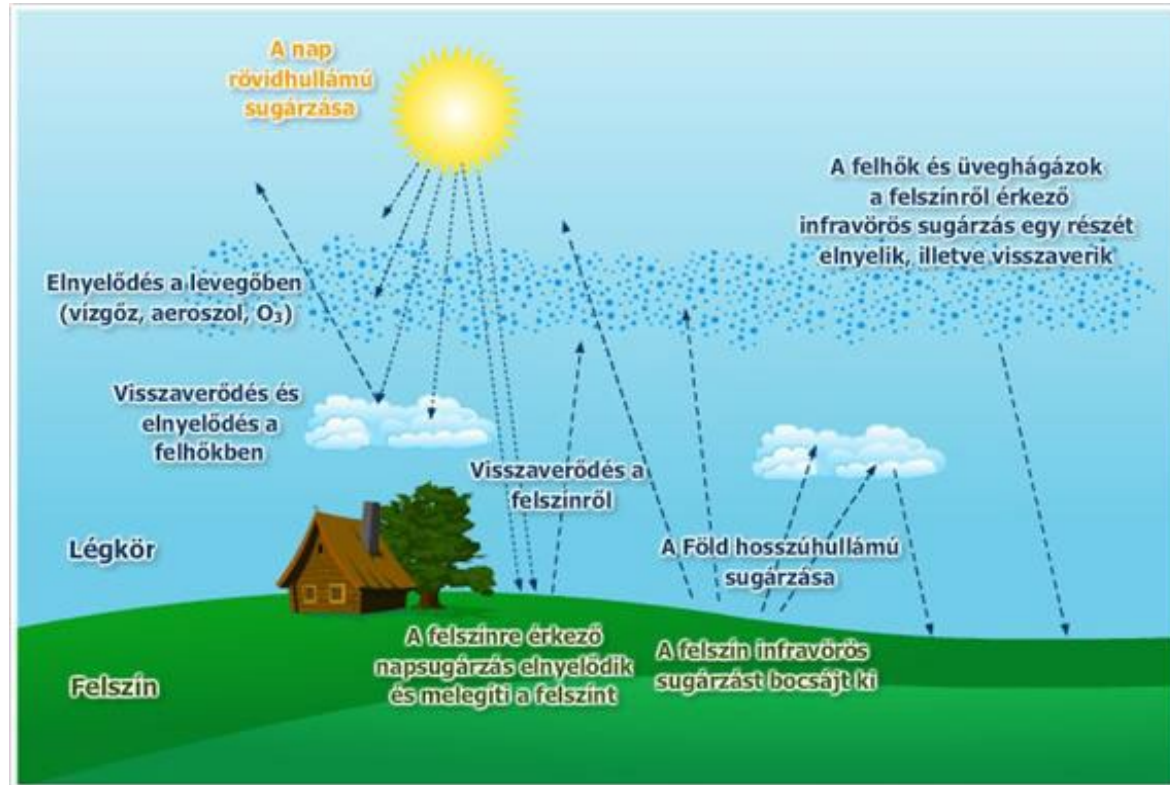 A nap
rövidhullámú
sugárzása
A felhők és üvegházgázok
a felszínről érkező
infravörös sugárzás egy részét
elnyelik, illetve visszaverik
Elnyelődés a levegőben
(vízgőz, aeroszol, O₃)
Visszaverődés és
elnyelődés a
felhőkben
Visszaverődés a
felszínről
Légkör
A Föld hosszúhullámú
sugárzása
A felszínre érkező
napsugárzás elnyelődik
és melegíti a felszínt
A felszín infravörös
sugárzást bocsájt ki
Felszín